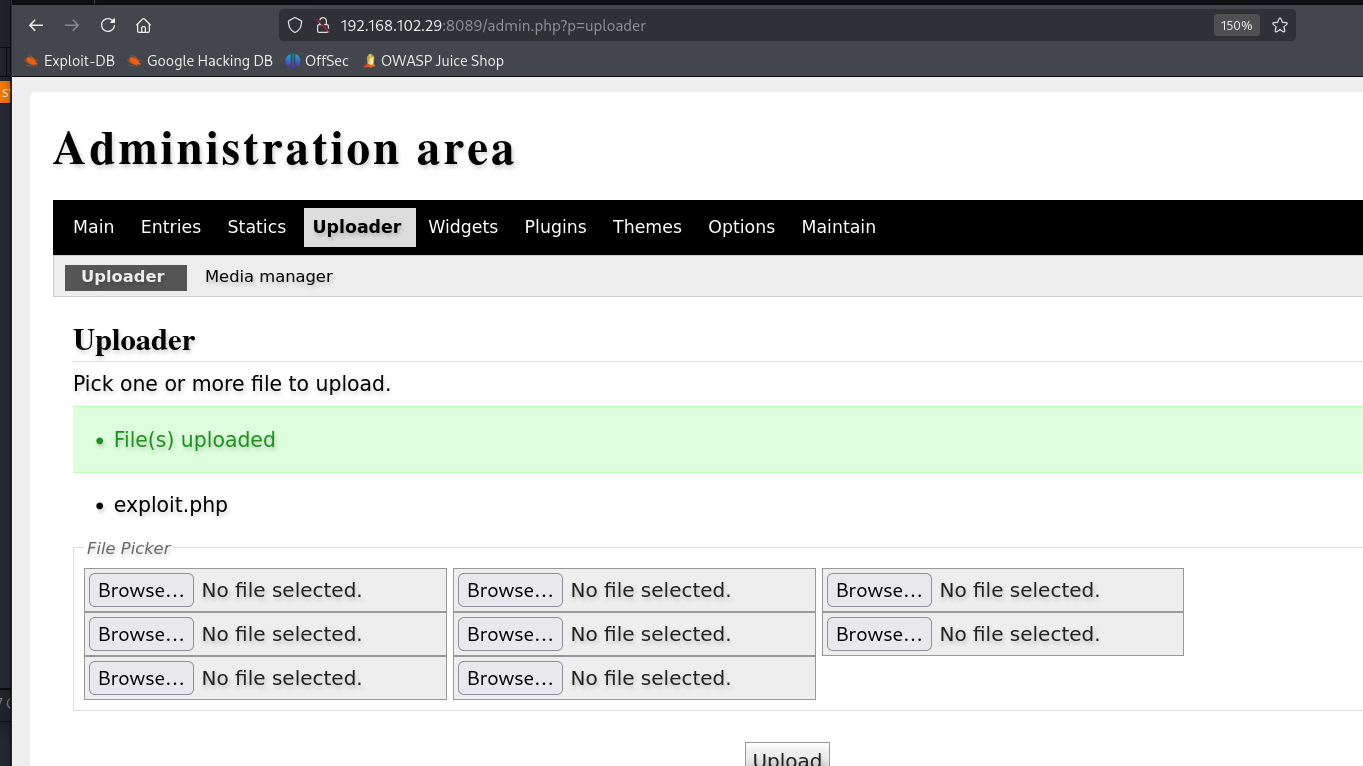 192.168.102.29:8089/admin.php?p=uploader 150%
Exploit-DB Google Hacking DB OffSec OWASP Juice Shop
Administration area
Main Entries Statics Uploader Widgets Plugins Themes Options Maintain
Uploader Media manager
Uploader
Pick one or more file to upload.
• File(s) uploaded
• exploit.php
File Picker
Browse... No file selected. Browse... No file selected. Browse... No file selected.
Browse... No file selected. Browse... No file selected. Browse... No file selected.
Browse... No file selected. Browse... No file selected.
Upload